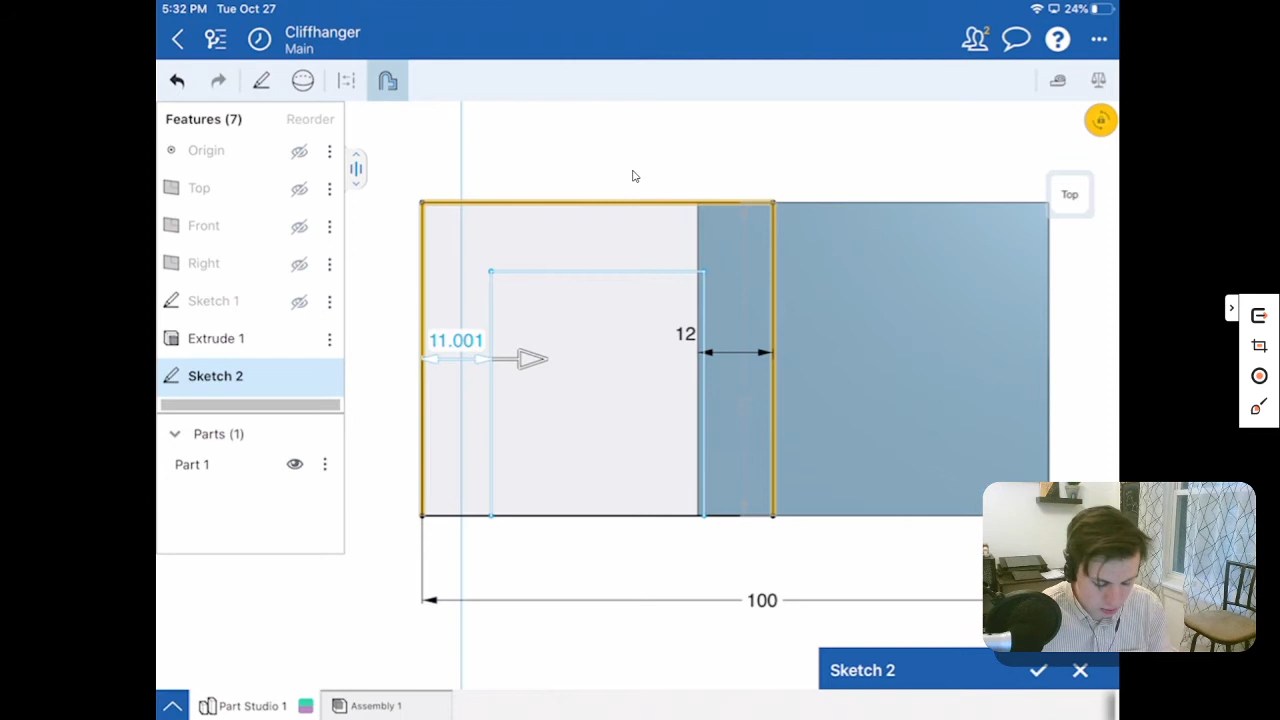 5:32 PM Tue Oct 27
24%
Cliffhanger
Main
2
?
Features (7)
Reorder
Origin
Top
Front
Right
Sketch 1
Extrude 1
Sketch 2
Parts (1)
Part 1
Top
11.001
12
100
Sketch 2
Part Studio 1
Assembly 1